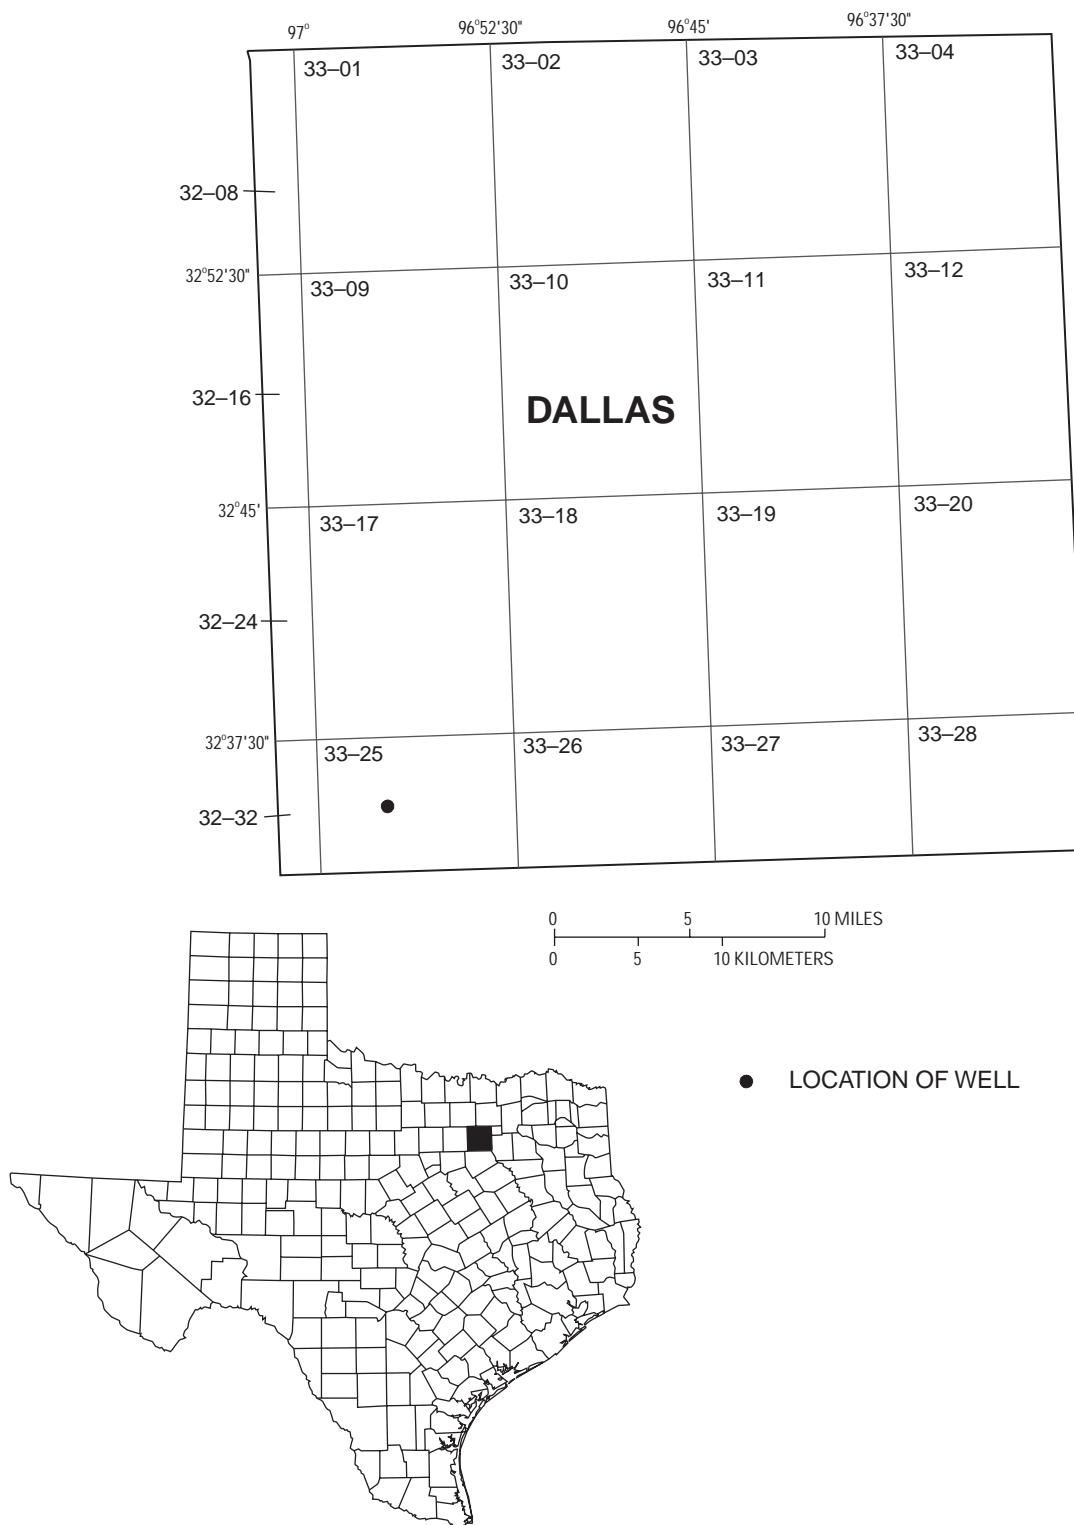 97° 96°52'30" 96°45' 96°37'30"
33–01 33–02 33–03 33–04
32–08
32°52'30"
33–09 33–10 33–11 33–12
32–16
DALLAS
32°45'
33–17 33–18 33–19 33–20
32–24
32°37'30"
33–25 33–26 33–27 33–28
32–32
0 5 10 MILES
0 5 10 KILOMETERS
LOCATION OF WELL